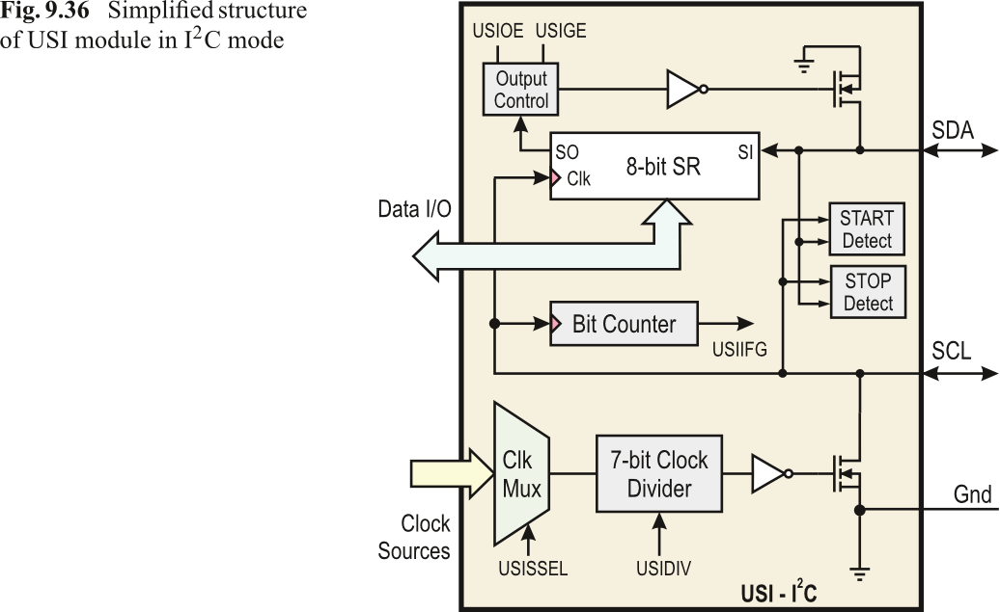 Fig. 9.36 Simplified structure
of USI module in I²C mode
USIOE USIGE
Output
Control
SDA
SO
SI
8-bit SR
Clk
Data I/O
START
Detect
STOP
Detect
Bit Counter
USIIFG
SCL
Clk
Mux
7-bit Clock
Divider
Gnd
Clock
Sources
USISSEL
USIDIV
USI - I²C